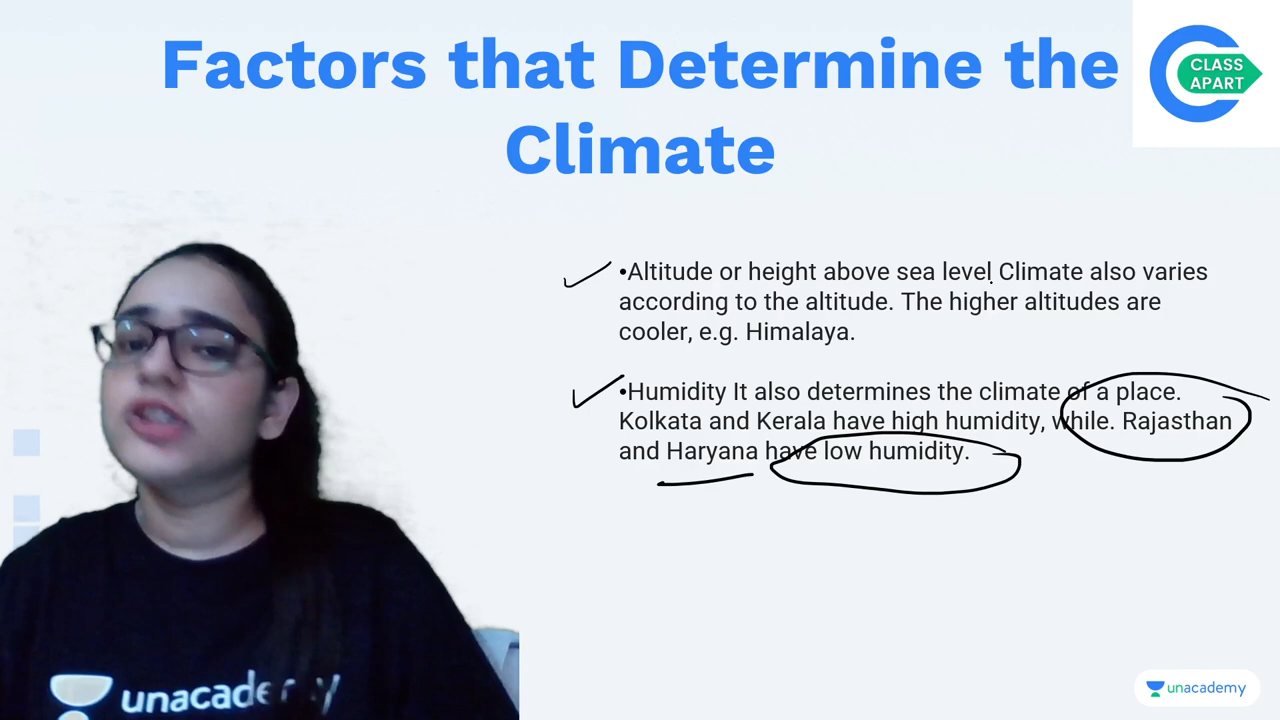 Factors that Determine the
Climate
CLASS
APART
•Altitude or height above sea level. Climate also varies
according to the altitude. The higher altitudes are
cooler, e.g. Himalaya.
•Humidity It also determines the climate of a place.
Kolkata and Kerala have high humidity, while. Rajasthan
and Haryana have low humidity.
unacademy
unacademy